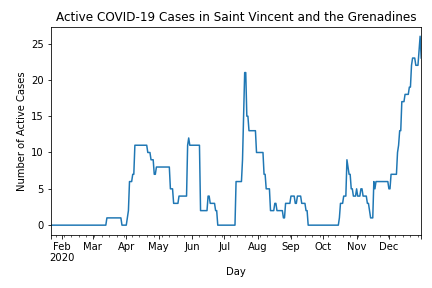 Active COVID-19 Cases in Saint Vincent and the Grenadines
Number of Active Cases
25
20
15
10
5
0
Feb Mar Apr May Jun Jul Aug Sep Oct Nov Dec
2020
Day